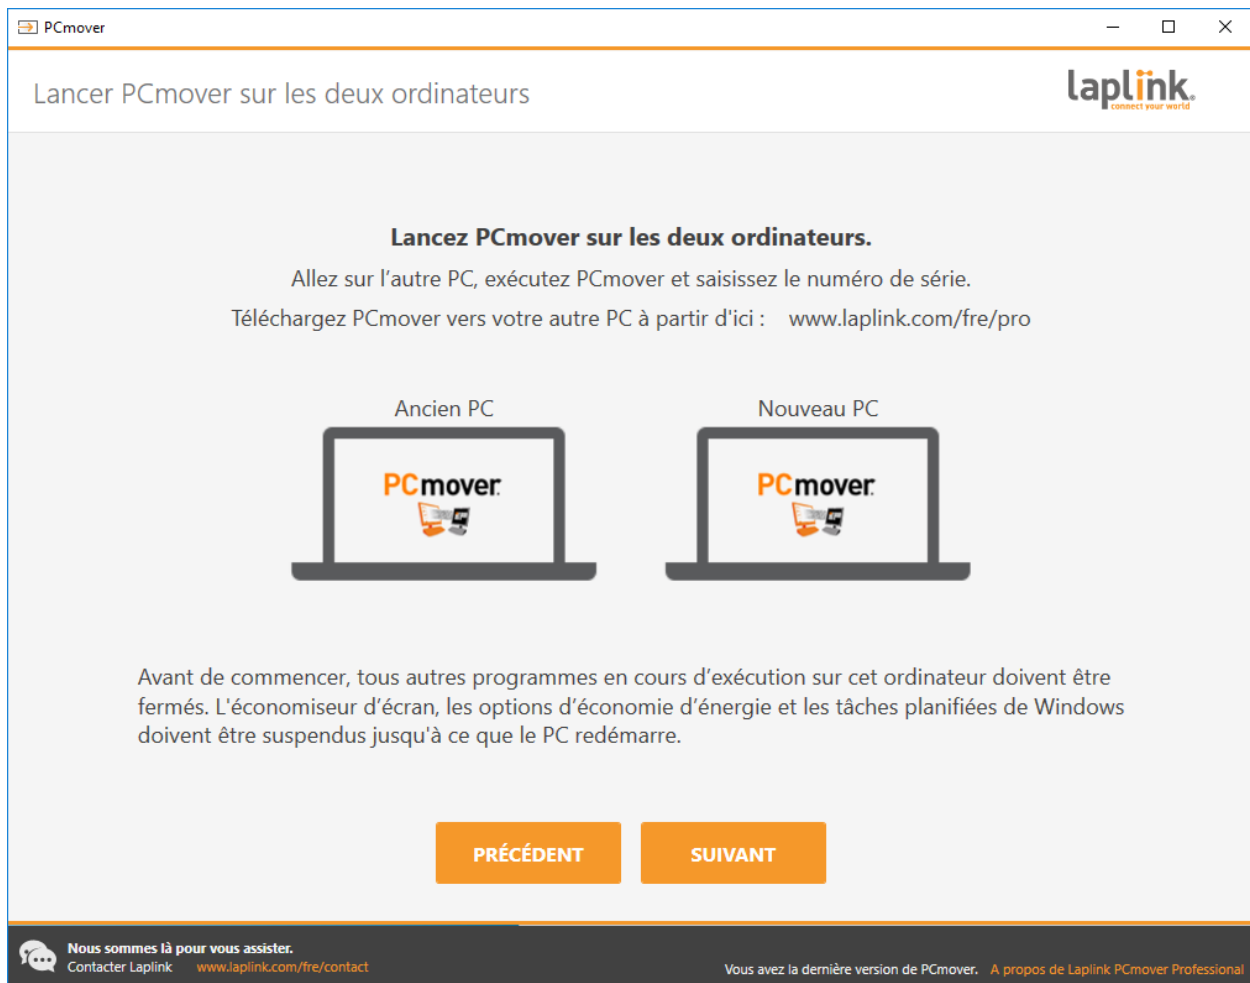 PCmover
Lancer PCmover sur les deux ordinateurs
laplink.
connect your world
Lancez PCmover sur les deux ordinateurs.
Allez sur l’autre PC, exécutez PCmover et saisissez le numéro de série.
Téléchargez PCmover vers votre autre PC à partir d'ici : www.laplink.com/fre/pro
Ancien PC
Nouveau PC
PCmover.
PCmover.
Avant de commencer, tous autres programmes en cours d’exécution sur cet ordinateur doivent être
fermés. L'économiseur d’écran, les options d’économie d’énergie et les tâches planifiées de Windows
doivent être suspendus jusqu'à ce que le PC redémarre.
PRÉCÉDENT
SUIVANT
Nous sommes là pour vous assister.
Contacter Laplink www.laplink.com/fre/contact
Vous avez la dernière version de PCmover. A propos de Laplink PCmover Professional